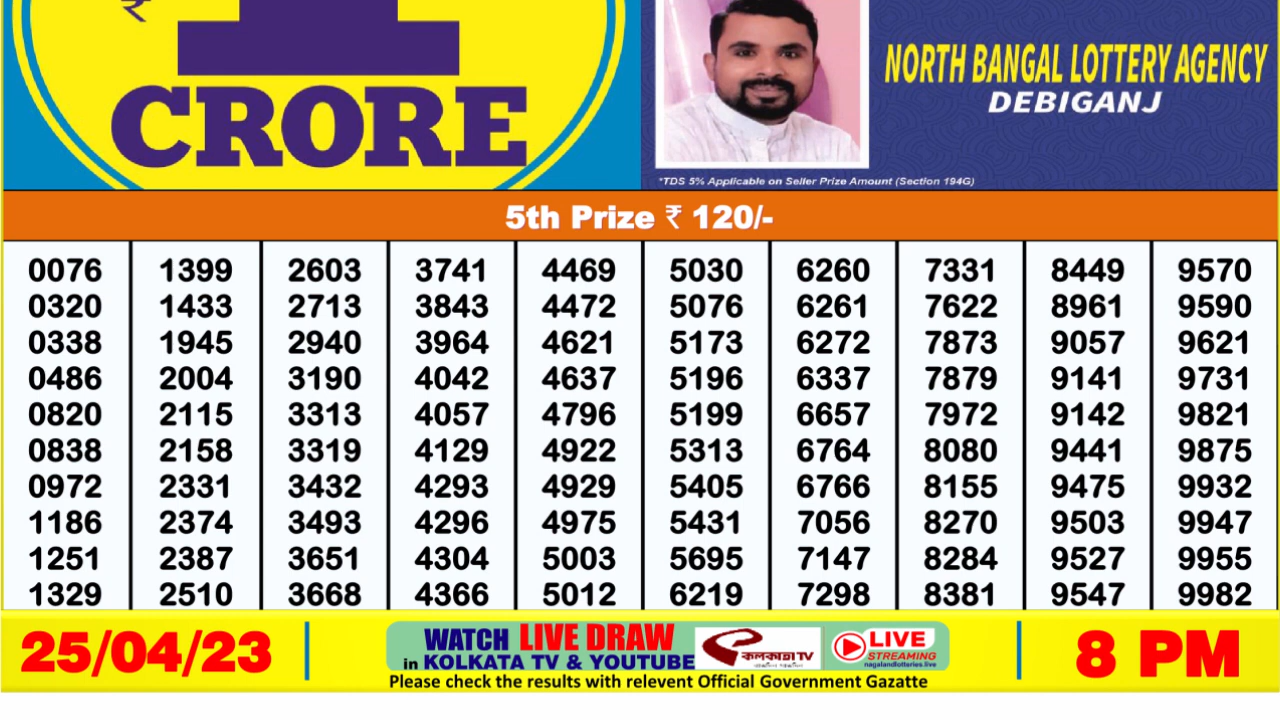 ₹
1
CRORE
NORTH BANGAL LOTTERY AGENCY
DEBIGANJ
*TDS 5% Applicable on Seller Prize Amount (Section 194G)
5th Prize ₹ 120/-
0076 1399 2603 3741 4469 5030 6260 7331 8449 9570
0320 1433 2713 3843 4472 5076 6261 7622 8961 9590
0338 1945 2940 3964 4621 5173 6272 7873 9057 9621
0486 2004 3190 4042 4637 5196 6337 7879 9141 9731
0820 2115 3313 4057 4796 5199 6657 7972 9142 9821
0838 2158 3319 4129 4922 5313 6764 8080 9441 9875
0972 2331 3432 4293 4929 5405 6766 8155 9475 9932
1186 2374 3493 4296 4975 5431 7056 8270 9503 9947
1251 2387 3651 4304 5003 5695 7147 8284 9527 9955
1329 2510 3668 4366 5012 6219 7298 8381 9547 9982
25/04/23
WATCH LIVE DRAW
in KOLKATA TV & YOUTUBE
কলকাতা TV
LIVE
STREAMING
nagalandlotteries.live
Please check the results with relevent Official Government Gazatte
8 PM